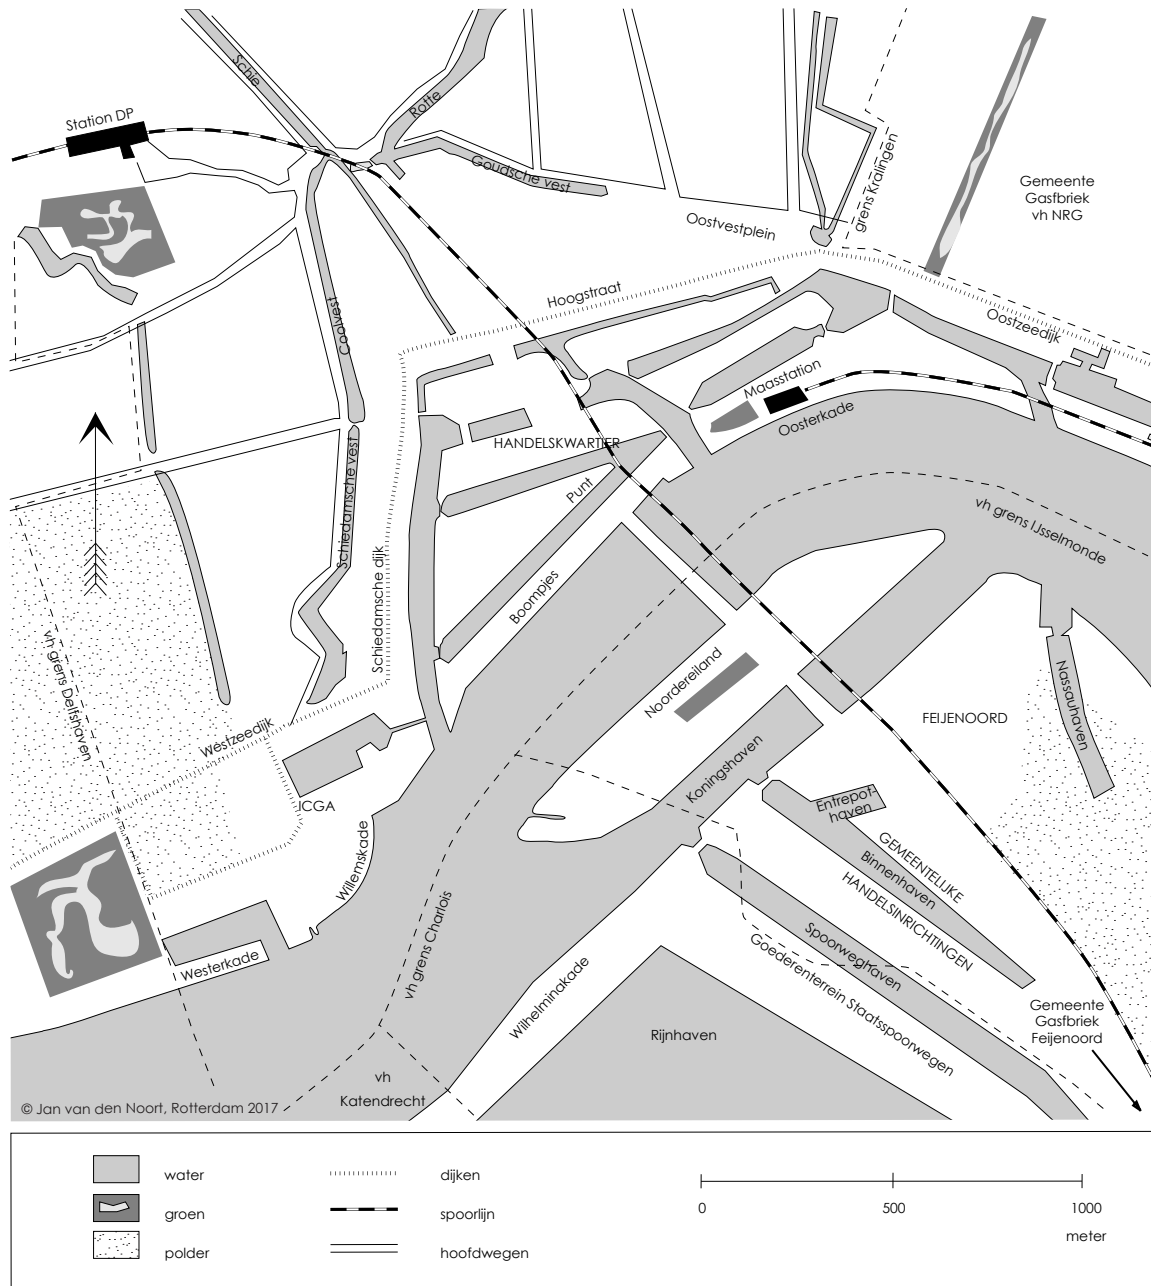 Schie
Rotte
Station DP
Goudsche vest
grens Kralingen
Gemeente
Gasfbriek
vh NRG
Oostvestplein
Hoogstraat
Oostzeedijk
Coolvest
Maasstation
Oosterkade
HANDELSKWARTIER
Schiedamsche vest
Punt
vh grens IJsselmonde
Schiedamsche dijk
Boompjes
vh grens Delfshaven
Noordereiland
Nassauhaven
FEIJENOORD
Westzeedijk
Koningshaven
ICGA
Entrepot-
haven
Willemskade
GEMEENTELIJKE
Binnenhaven
HANDELSINRICHTINGEN
vh grens Charlois
Spoorweghaven
Westerkade
Goederenterrein Staatsspoorwegen
Wilhelminakade
Gemeente
Gasfbriek
Feijenoord
Rijnhaven
vh
Katendrecht
© Jan van den Noort, Rotterdam 2017
water
dijken
groen
spoorlijn
0
500
1000
meter
polder
hoofdwegen